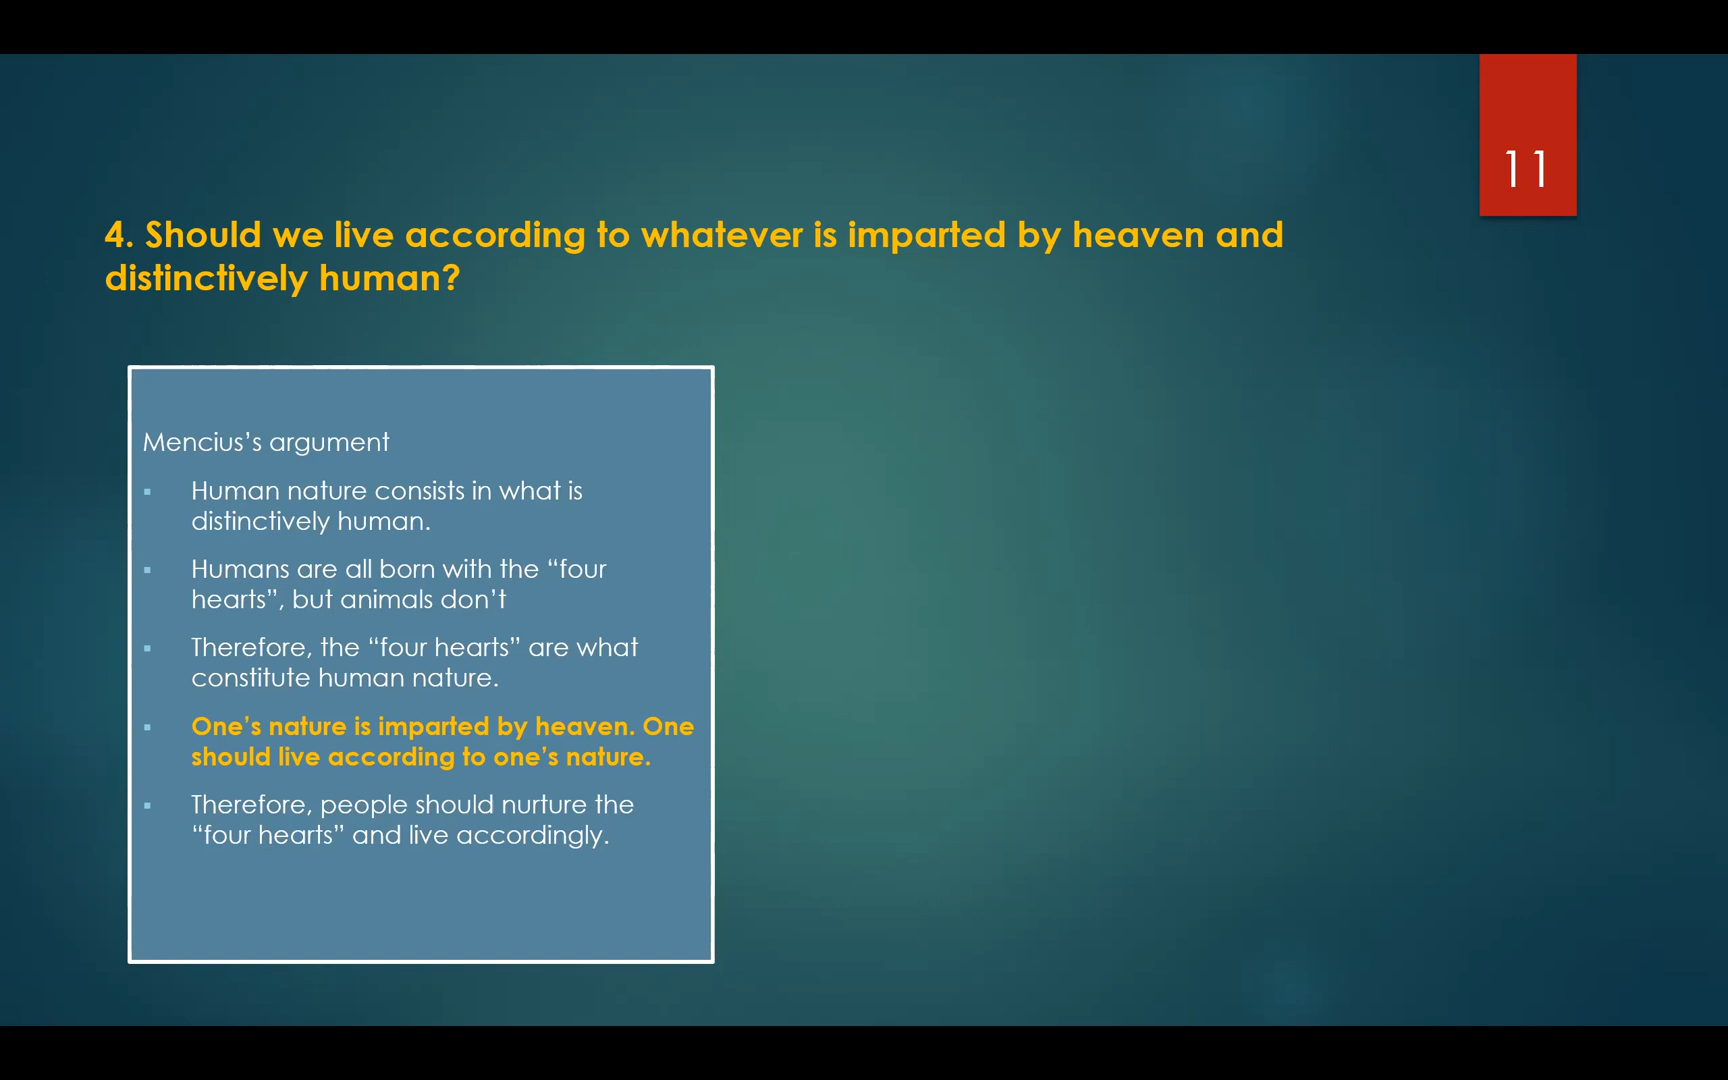 11
4. Should we live according to whatever is imparted by heaven and
distinctively human?
Mencius’s argument
▪ Human nature consists in what is
distinctively human.
▪ Humans are all born with the “four
hearts”, but animals don’t
▪ Therefore, the “four hearts” are what
constitute human nature.
▪ One’s nature is imparted by heaven. One
should live according to one’s nature.
▪ Therefore, people should nurture the
“four hearts” and live accordingly.